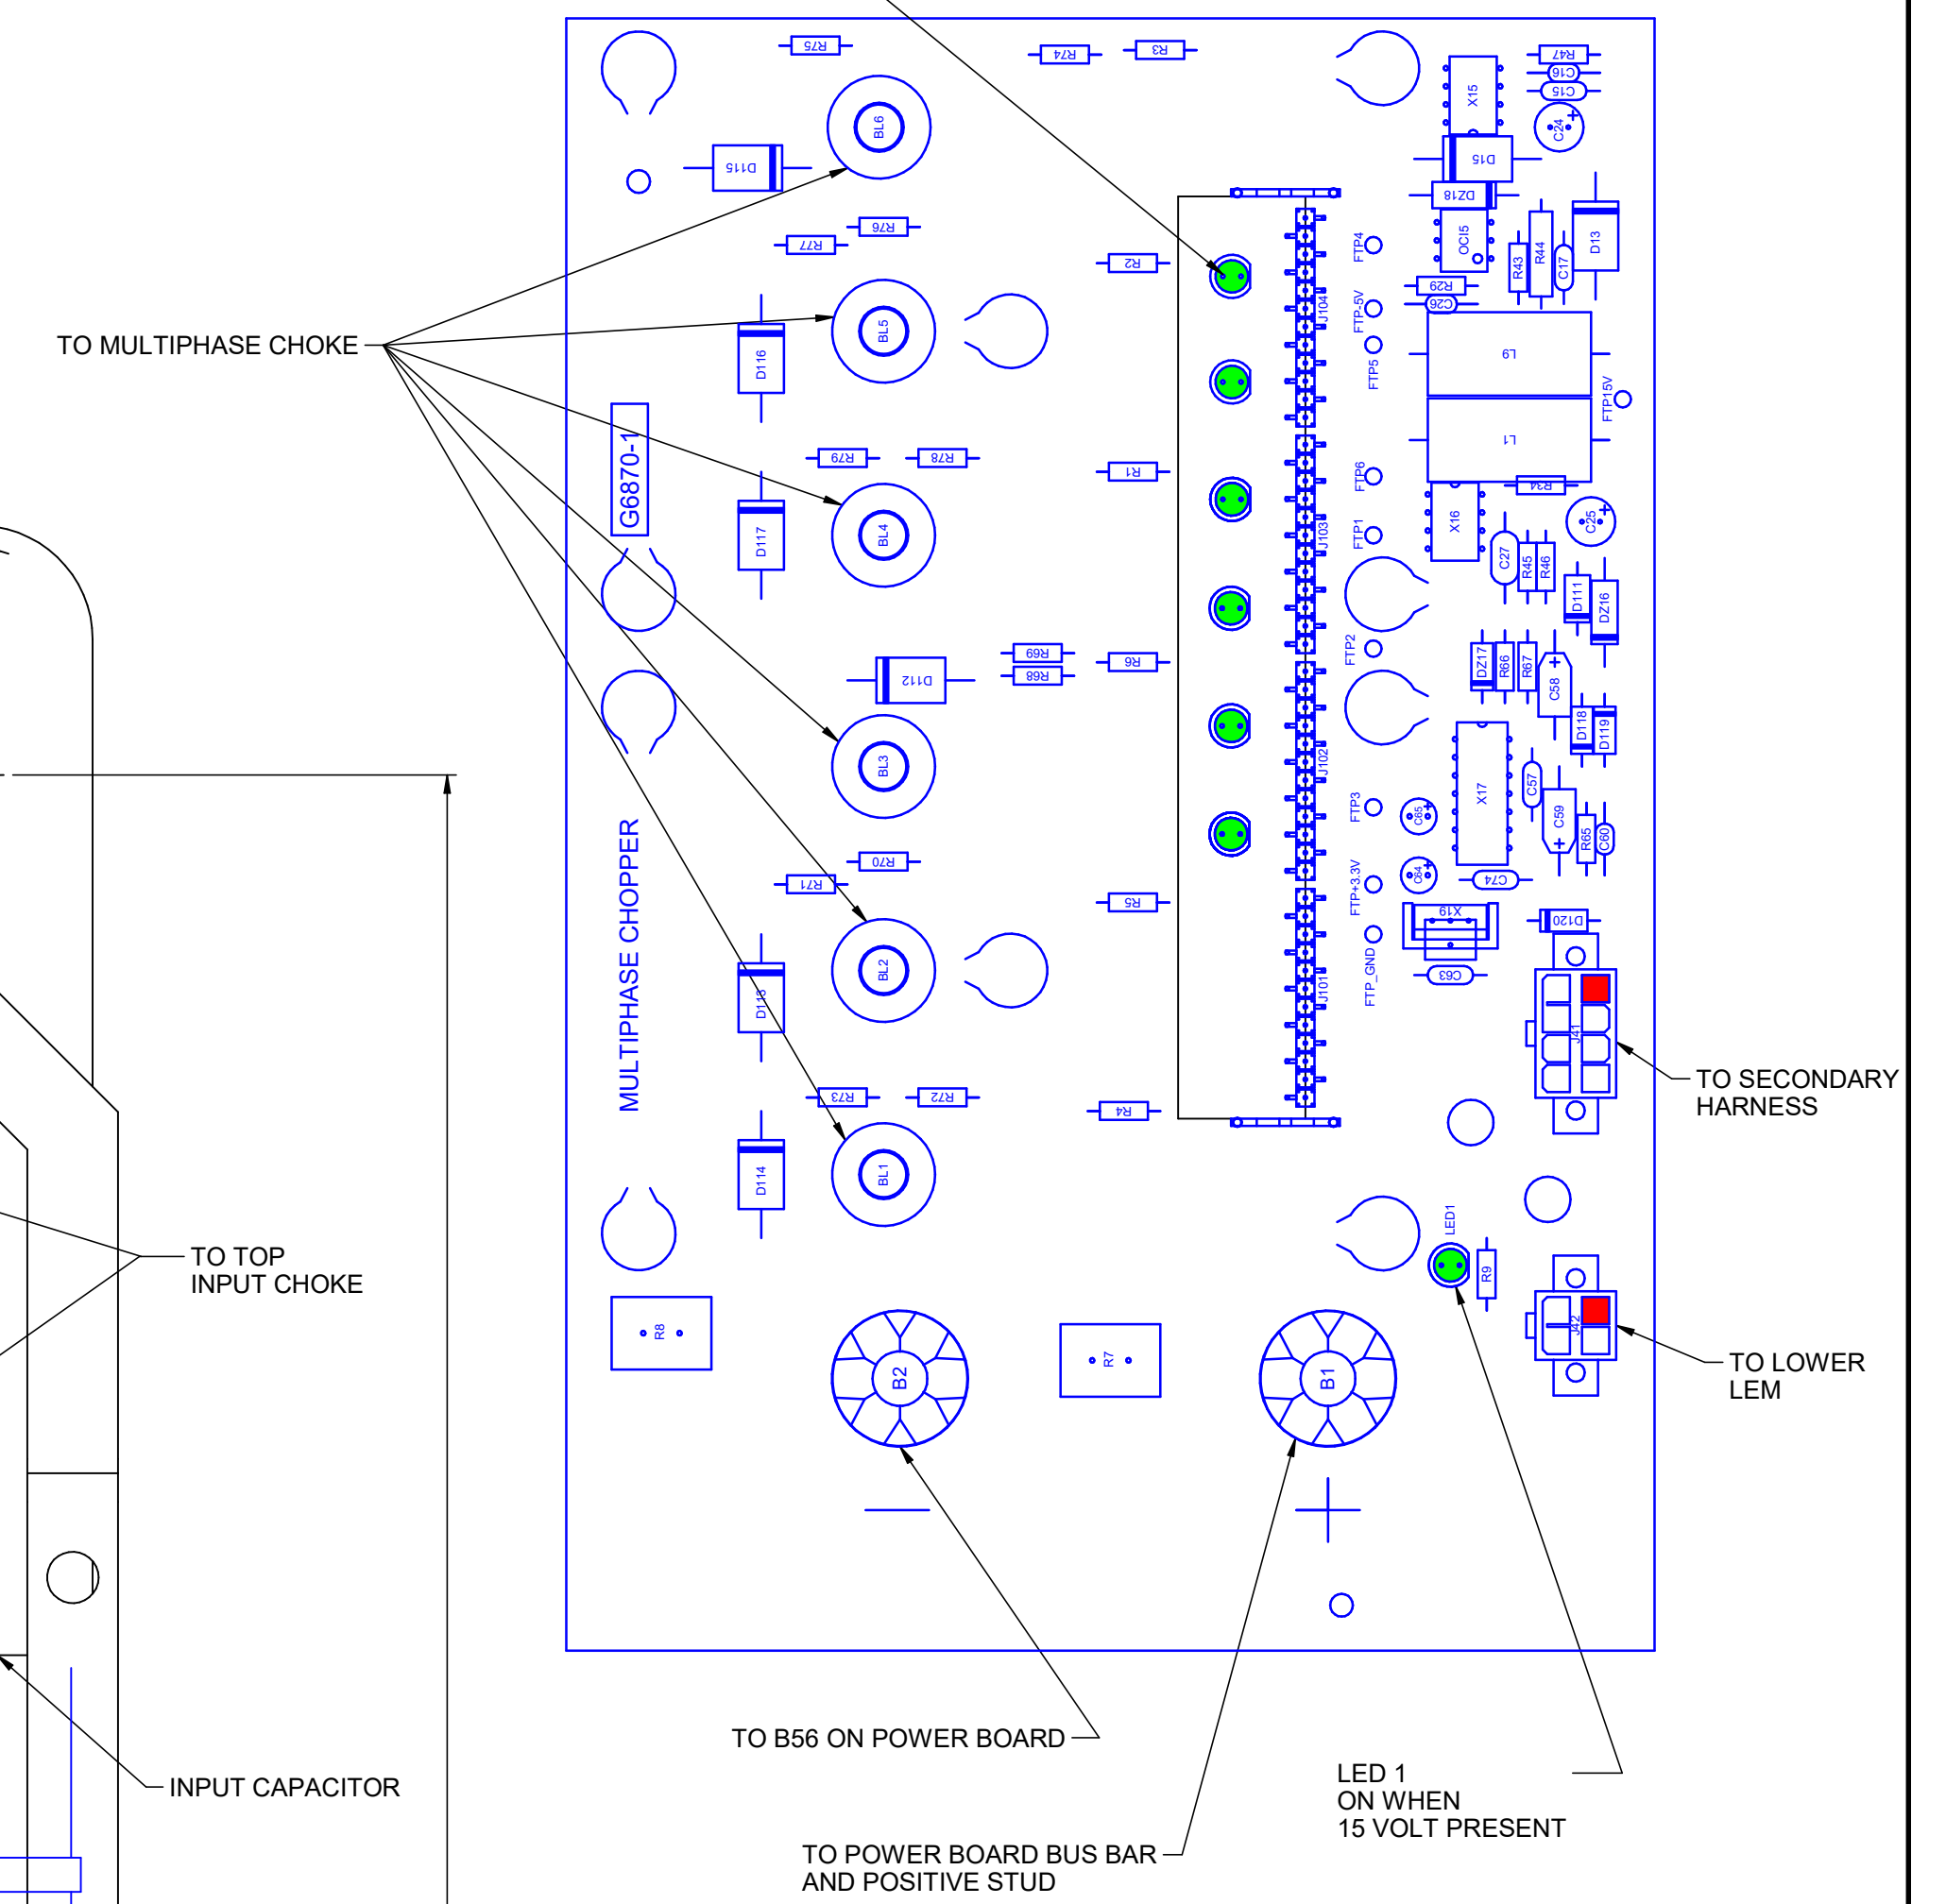 R75
R74
R3
R47
C16
C15
X15
C24
BL6
D115
D15
DZ18
R76
R77
R2
FTP4
OCI5
R43
R44
C17
D13
R29
C26
J104
FTP-5V
TO MULTIPHASE CHOKE
D116
BL5
FTP5
L9
FTP15V
L1
G6870-1
R79
R78
R1
FTP6
R34
D117
BL4
J103
FTP1
X16
C25
C27
R45
R46
D111
DZ16
FTP2
R69
R68
R6
D112
DZ17
R66
R67
C58
D118
D119
BL3
J102
X17
C57
C59
FTP3
C65
R65
C60
MULTIPHASE CHOPPER
R70
R71
C64
C74
FTP+3.3V
R5
X19
D120
D113
BL2
J101
FTP_GND
C63
J41
TO SECONDARY
HARNESS
R73
R72
R4
D114
BL1
LED1
TO TOP
INPUT CHOKE
R9
R8
R7
J42
B2
B1
TO LOWER
LEM
TO B56 ON POWER BOARD
INPUT CAPACITOR
LED 1
ON WHEN
15 VOLT PRESENT
TO POWER BOARD BUS BAR
AND POSITIVE STUD